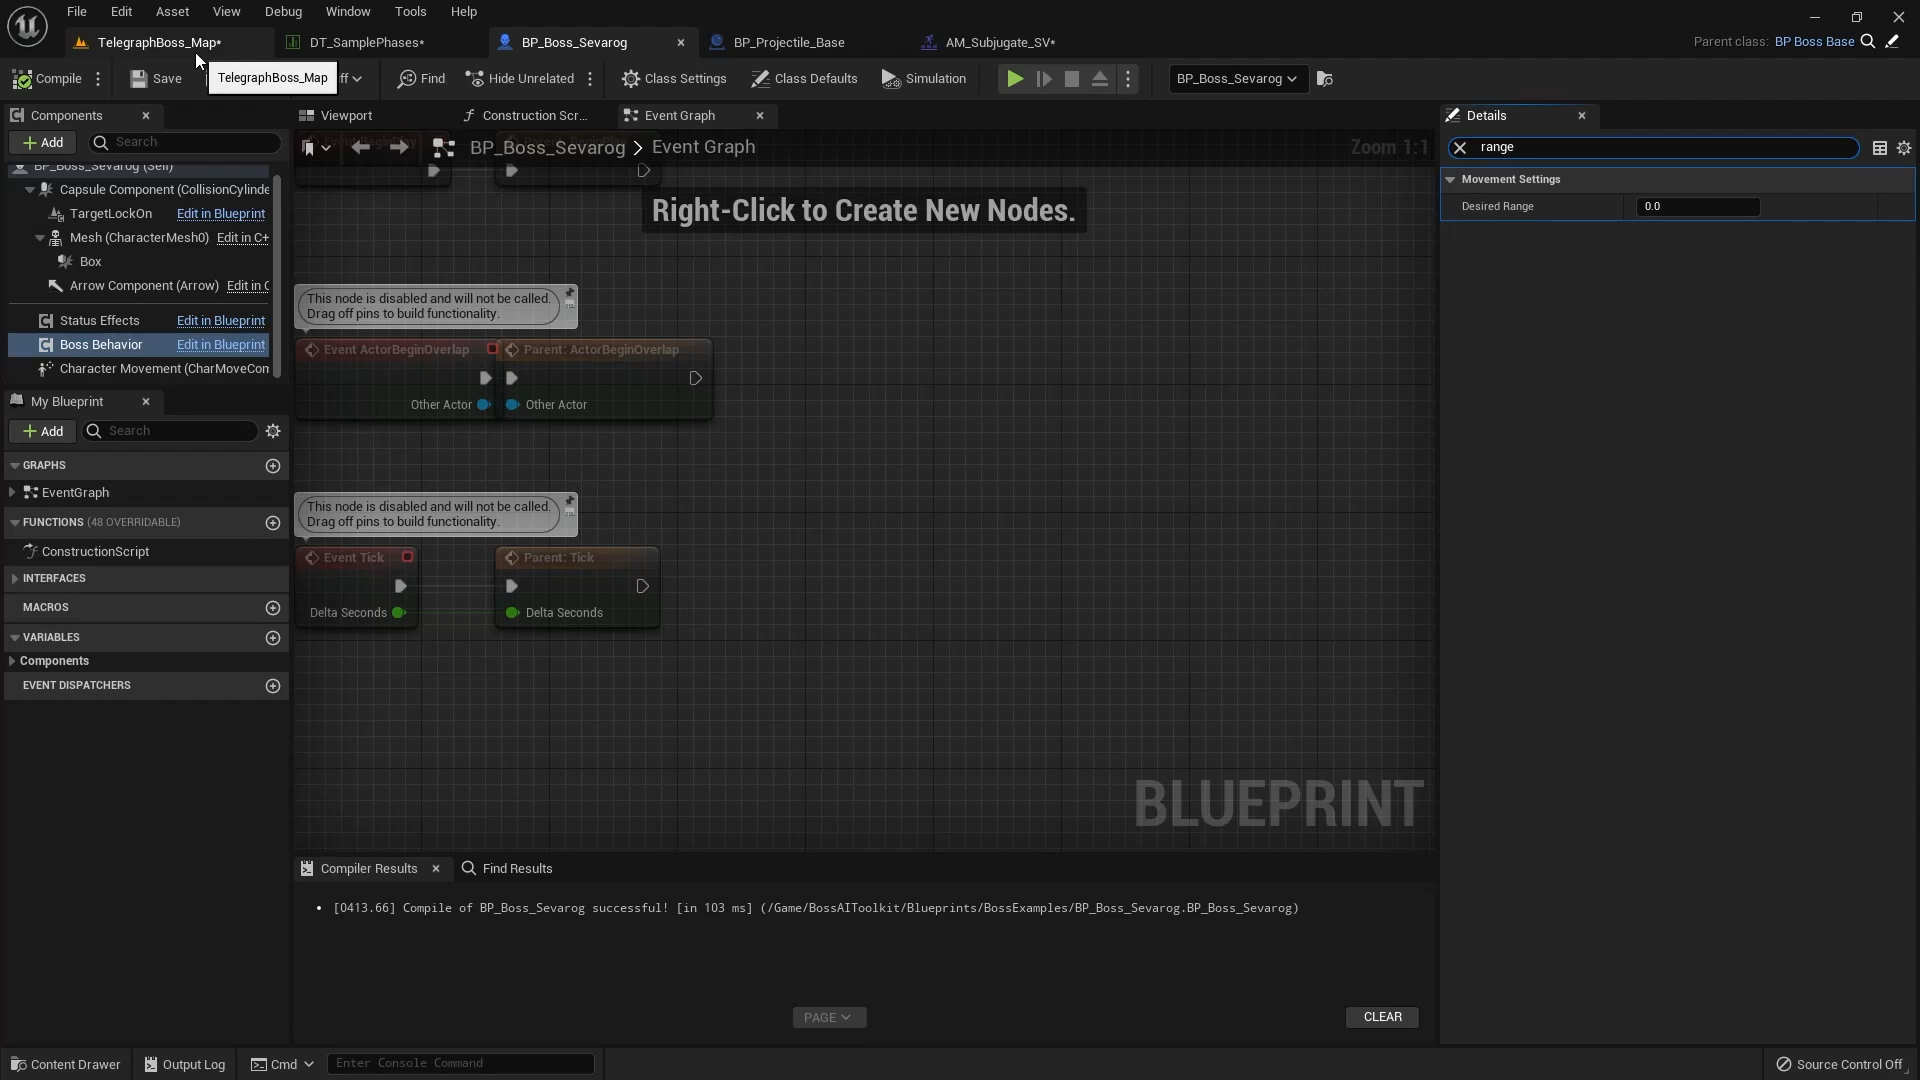 File Edit Asset View Debug Window Tools Help
TelegraphBoss_Map* DT_SamplePhases* BP_Boss_Sevarog BP_Projectile_Base AM_Subjugate_SV* Parent class: BP Boss Base
Compile Save ff Find Hide Unrelated Class Settings Class Defaults Simulation BP_Boss_Sevarog
TelegraphBoss_Map
Components Viewport Construction Scr... Event Graph Details
Add Search
BP_Boss_Sevarog > Event Graph Zoom 1:1
range
BP_Boss_Sevarog (Self)
Capsule Component (CollisionCylinde
TargetLockOn Edit in Blueprint
Mesh (CharacterMesh0) Edit in C+
Box
Arrow Component (Arrow) Edit in C
Status Effects Edit in Blueprint
Boss Behavior Edit in Blueprint
Character Movement (CharMoveCom
Movement Settings
Desired Range 0.0
Right-Click to Create New Nodes.
This node is disabled and will not be called.
Drag off pins to build functionality.
Event ActorBeginOverlap Parent: ActorBeginOverlap
Other Actor Other Actor
This node is disabled and will not be called.
Drag off pins to build functionality.
Event Tick Parent: Tick
Delta Seconds Delta Seconds
BLUEPRINT
My Blueprint
Add Search
GRAPHS
EventGraph
FUNCTIONS (48 OVERRIDABLE)
ConstructionScript
INTERFACES
MACROS
VARIABLES
Components
EVENT DISPATCHERS
Compiler Results Find Results
• [0413.66] Compile of BP_Boss_Sevarog successful! [in 103 ms] (/Game/BossAIToolkit/Blueprints/BossExamples/BP_Boss_Sevarog.BP_Boss_Sevarog)
PAGE CLEAR
Content Drawer Output Log Cmd Enter Console Command Source Control Off